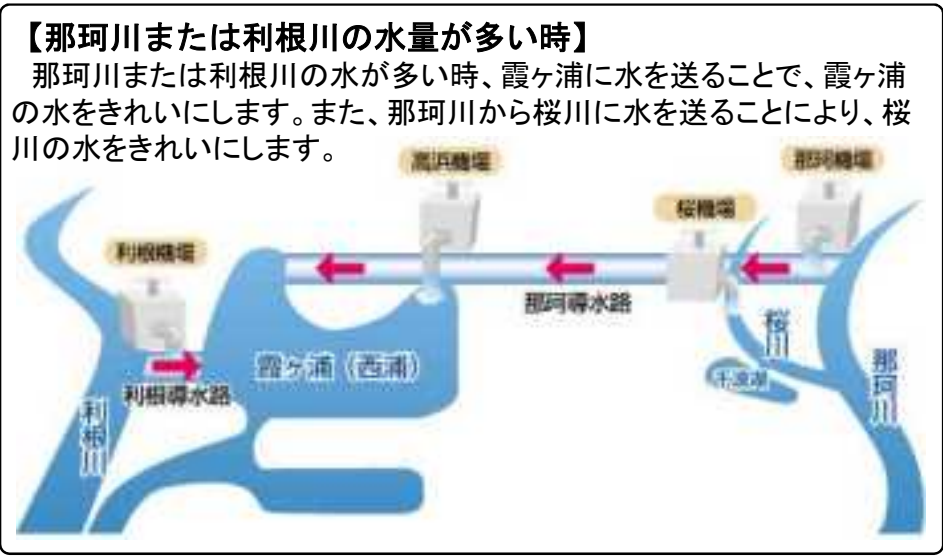 【那珂川または利根川の水量が多い時】
那珂川または利根川の水が多い時、霞ヶ浦に水を送ることで、霞ヶ浦
の水をきれいにします。また、那珂川から桜川に水を送ることにより、桜
川の水をきれいにします。
高浜機場
那珂機場
桜機場
利根機場
那珂導水路
桜川
霞ヶ浦(西浦)
千波湖
那珂川
利根導水路
利根川